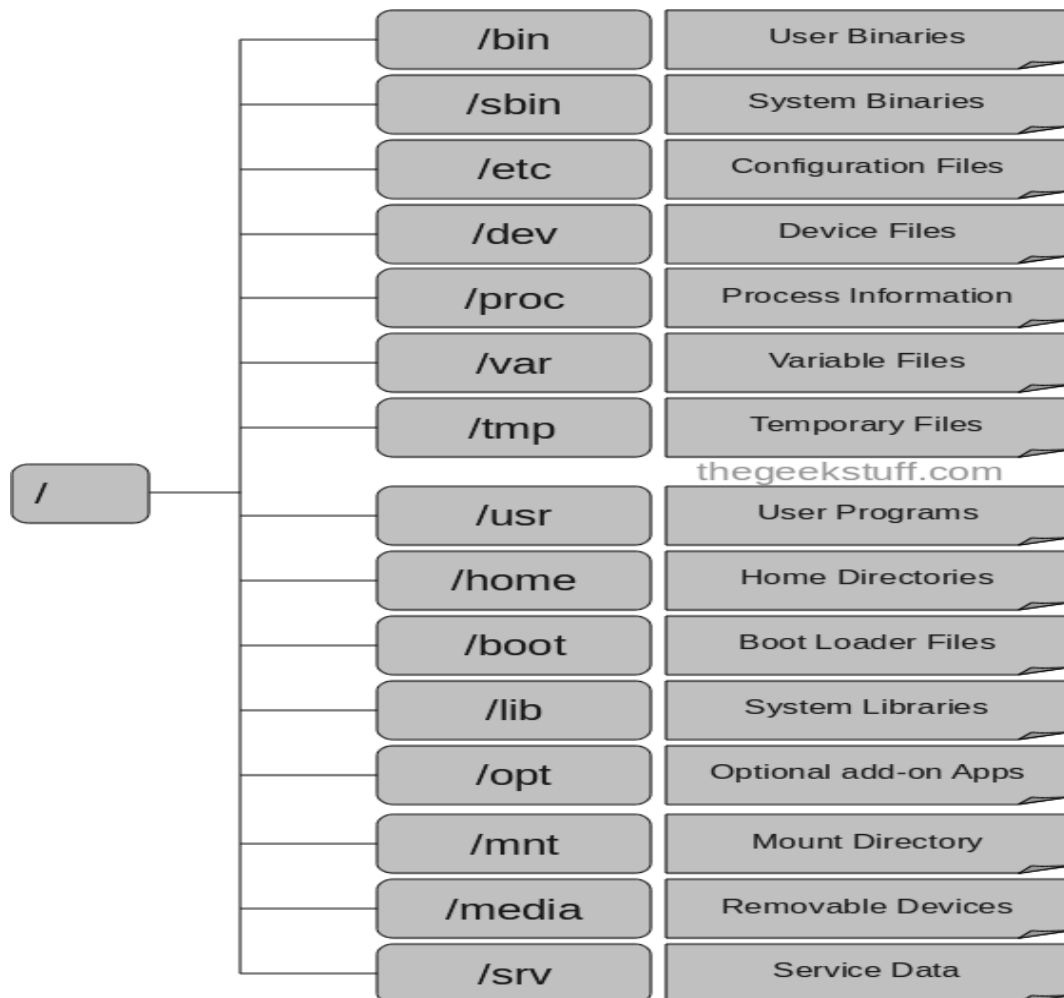 /bin User Binaries
/sbin System Binaries
/etc Configuration Files
/dev Device Files
/proc Process Information
/var Variable Files
/tmp Temporary Files
/ thegeekstuff.com
/usr User Programs
/home Home Directories
/boot Boot Loader Files
/lib System Libraries
/opt Optional add-on Apps
/mnt Mount Directory
/media Removable Devices
/srv Service Data